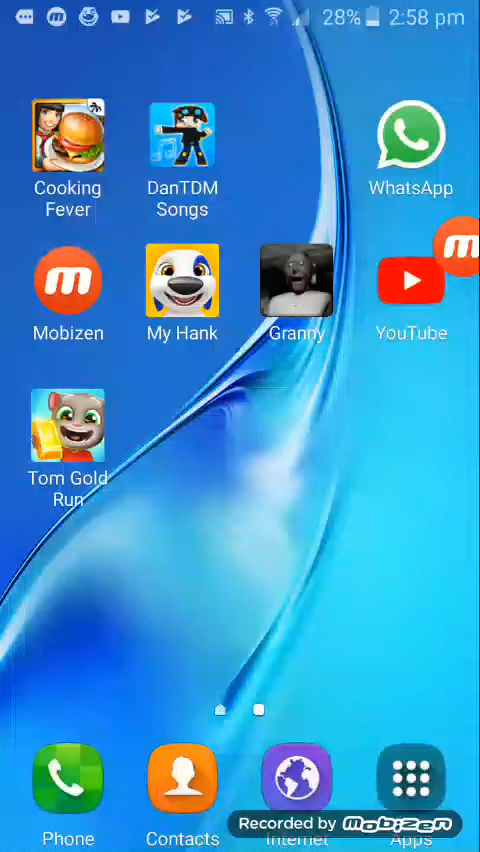 28% 2:58 pm
Cooking
Fever
DanTDM
Songs
WhatsApp
m
m
Mobizen
My Hank
Granny
YouTube
Tom Gold
Run
Recorded by Mobizen
Phone
Contacts
Internet
Apps